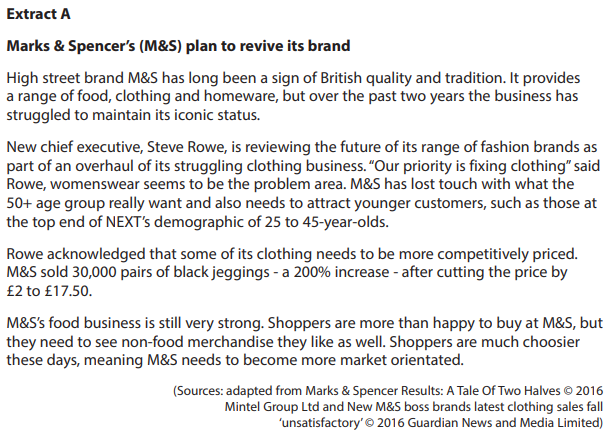 Extract A
Marks & Spencer's (M&S) plan to revive its brand
High street brand M&S has long been a sign of British quality and tradition. It provides
a range of food, clothing and homeware, but over the past two years the business has
struggled to maintain its iconic status.
New chief executive, Steve Rowe, is reviewing the future of its range of fashion brands as
part of an overhaul of its struggling clothing business. “Our priority is fixing clothing” said
Rowe, womenswear seems to be the problem area. M&S has lost touch with what the
50+ age group really want and also needs to attract younger customers, such as those at
the top end of NEXT's demographic of 25 to 45-year-olds.
Rowe acknowledged that some of its clothing needs to be more competitively priced.
M&S sold 30,000 pairs of black jeggings - a 200% increase - after cutting the price by
£2 to £17.50.
M&S's food business is still very strong. Shoppers are more than happy to buy at M&S, but
they need to see non-food merchandise they like as well. Shoppers are much choosier
these days, meaning M&S needs to become more market orientated.
(Sources: adapted from Marks & Spencer Results: A Tale Of Two Halves © 2016
Mintel Group Ltd and New M&S boss brands latest clothing sales fall
'unsatisfactory' © 2016 Guardian News and Media Limited)